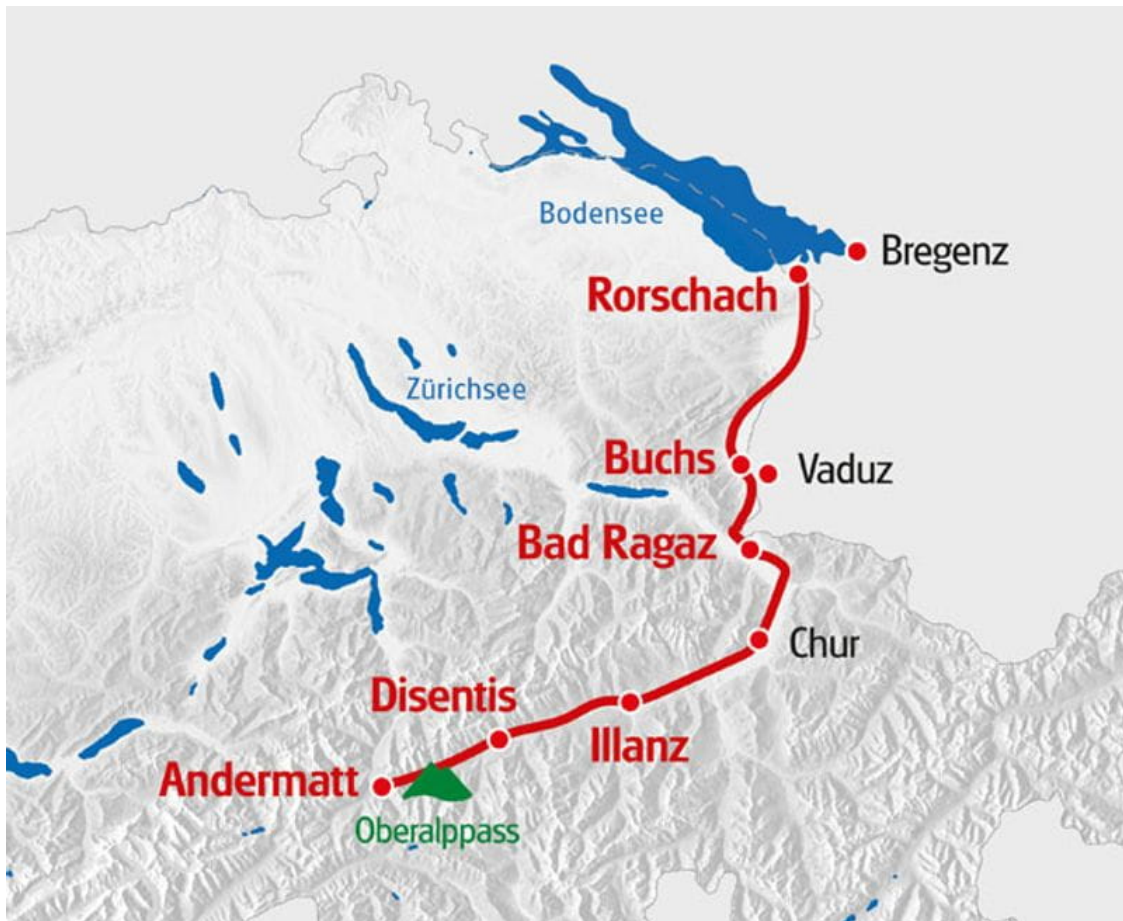 Bodensee
Bregenz
Rorschach
Zürichsee
Buchs
Vaduz
Bad Ragaz
Chur
Disentis
Illanz
Andermatt
Oberalppass